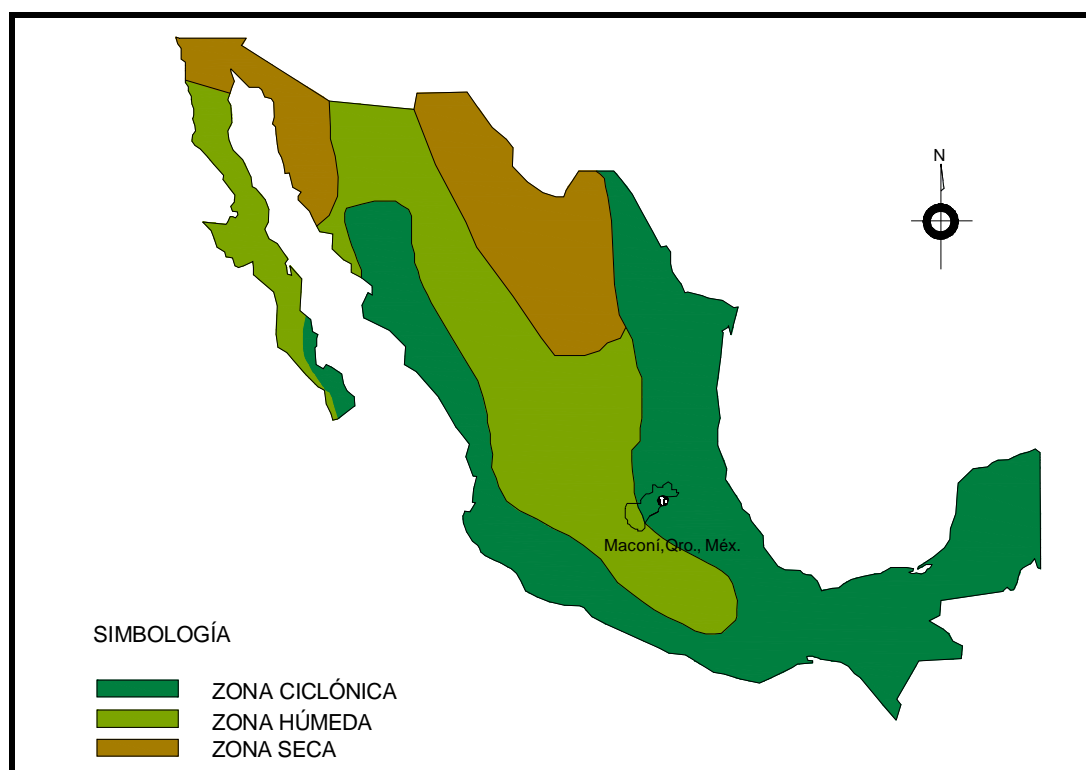 N
Maconí,Qro., Méx.
SIMBOLOGÍA
ZONA CICLÓNICA
ZONA HÚMEDA
ZONA SECA